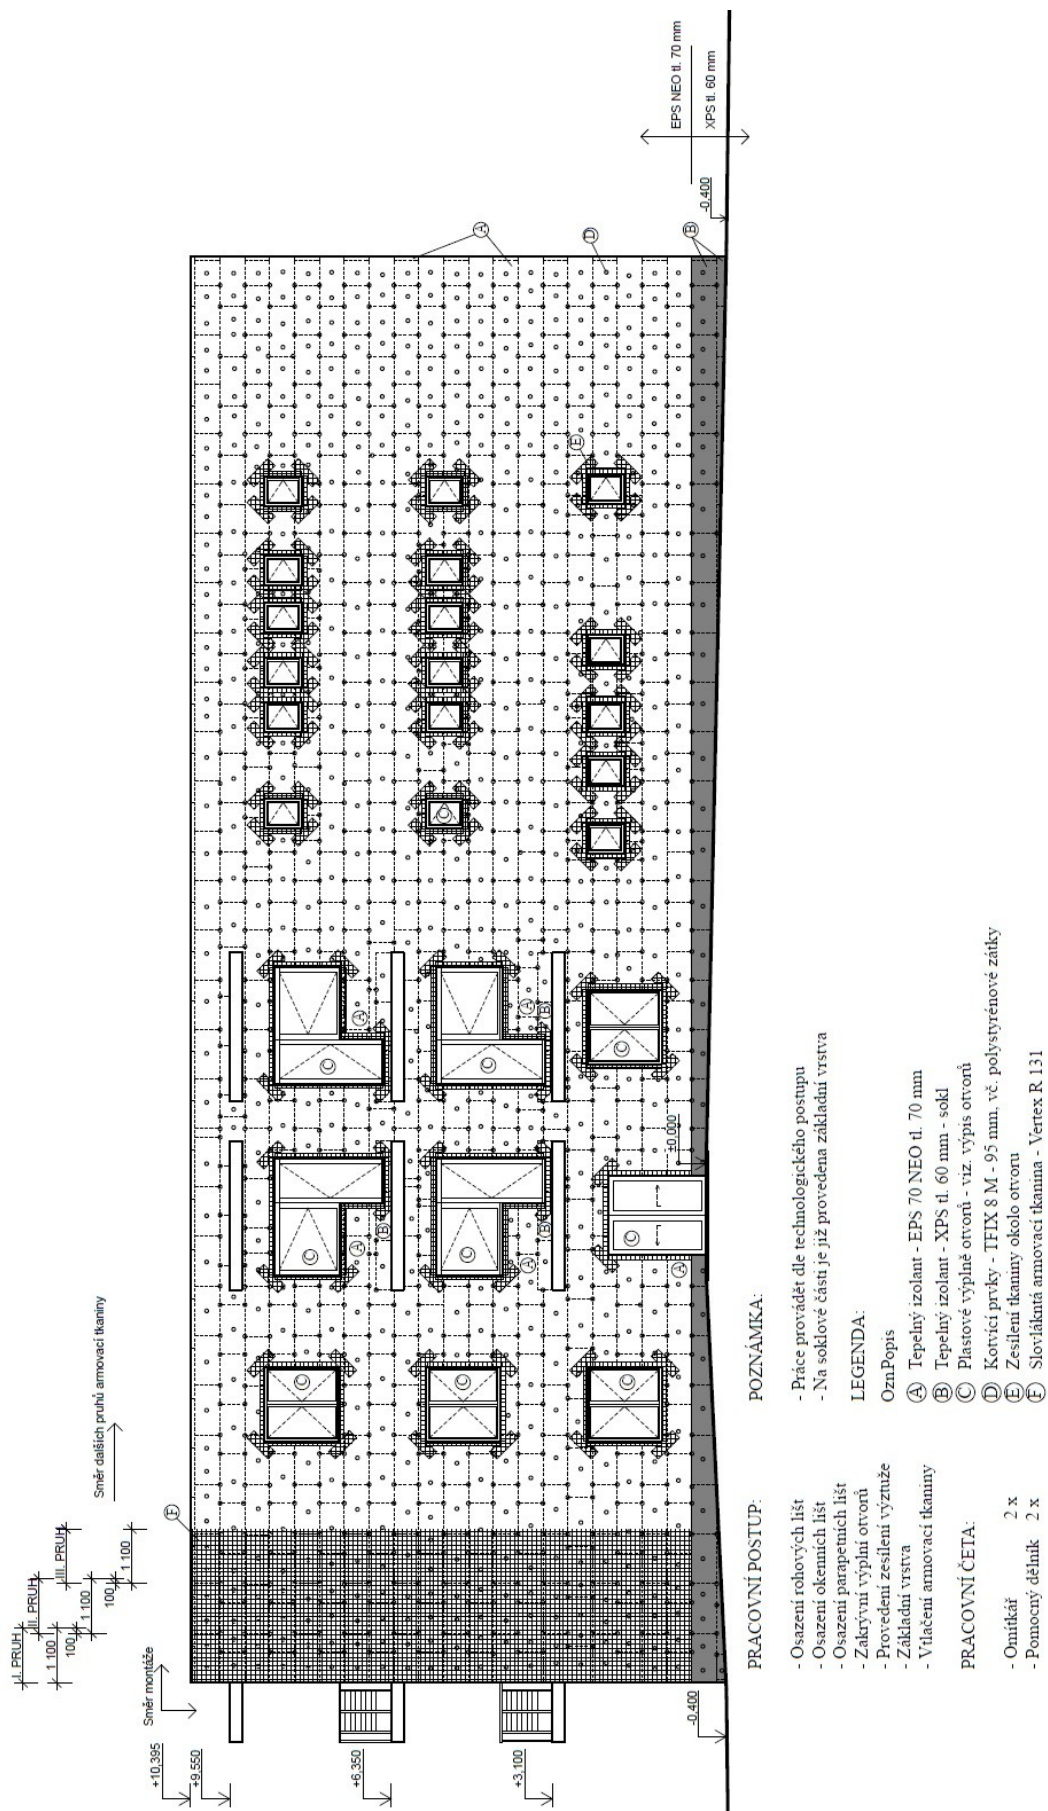 I. PRUH
II. PRUH
III. PRUH
1 100
100
1 100
100
1 100
Směr dalších pruhů armovací tkaniny
Směr montáže
F
+10,395
+9,550
+6,350
+3,100
-0,400
±0,000
-0,400
EPS NEO tl. 70 mm
XPS tl. 60 mm
A
D
B
E
C
C
C
C
C
C
C
C
C
C
A
A
A
A
A
B
B
B
PRACOVNÍ POSTUP:
- Osazení rohových lišt
- Osazení okenních lišt
- Osazení parapetních lišt
- Zakrývní výplní otvorů
- Provedení zesílení výztuže
- Základní vrstva
- Vtlačení armovací tkaniny
PRACOVNÍ ČETA:
- Omítkář 2 x
- Pomocný dělník 2 x
POZNÁMKA:
- Práce provádět dle technologického postupu
- Na soklové části je již provedena základní vrstva
LEGENDA:
Ozn.Popis
A Tepelný izolant - EPS 70 NEO tl. 70 mm
B Tepelný izolant - XPS tl. 60 mm - sokl
C Plastové výplně otvorů - viz. výpis otvorů
D Kotvící prvky - TFIX 8 M - 95 mm, vč. polystyrénové zátky
E Zesílení tkaniny okolo otvoru
F Slovlákntá armovací tkanina - Vertex R 131